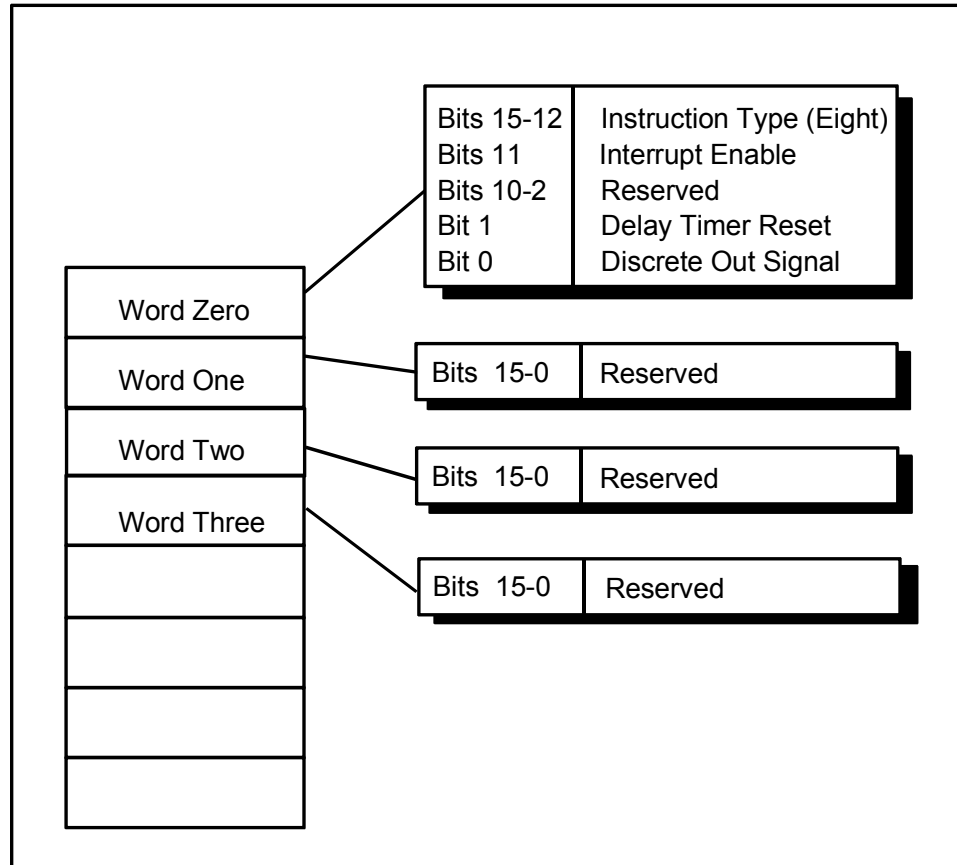 Bits 15-12 Instruction Type (Eight)
Bits 11 Interrupt Enable
Bits 10-2 Reserved
Bit 1 Delay Timer Reset
Bit 0 Discrete Out Signal
Word Zero
Word One
Bits 15-0 Reserved
Word Two
Bits 15-0 Reserved
Word Three
Bits 15-0 Reserved